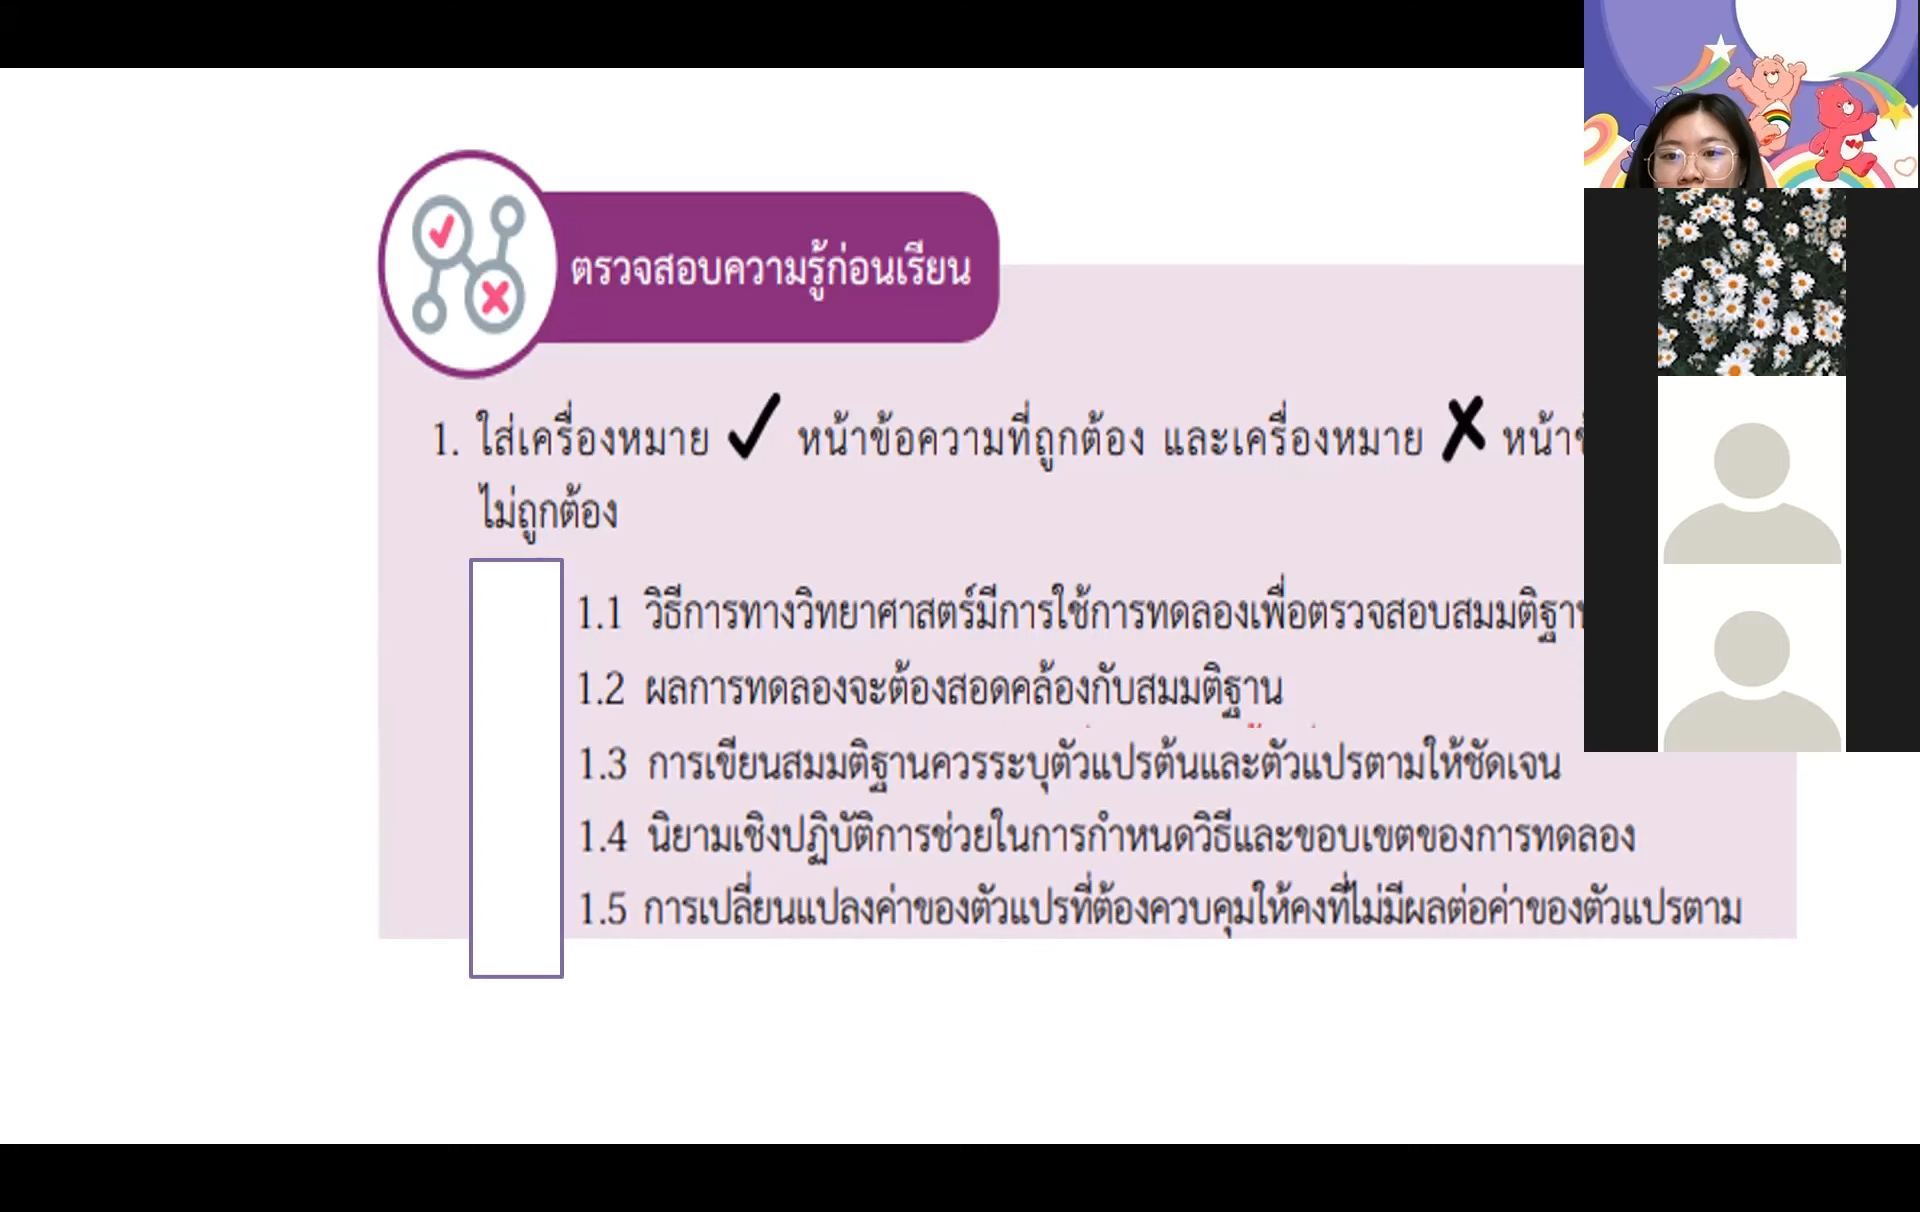 ตรวจสอบความรู้ก่อนเรียน
1. ใส่เครื่องหมาย ✓ หน้าข้อความที่ถูกต้อง และเครื่องหมาย ✗
ไม่ถูกต้อง
1.1 วิธีการทางวิทยาศาสตร์มีการใช้การทดลองเพื่อตรวจสอบสมมติฐาน
1.2 ผลการทดลองจะต้องสอดคล้องกับสมมติฐาน
1.3 การเขียนสมมติฐานควรระบุตัวแปรต้นและตัวแปรตามให้ชัดเจน
1.4 นิยามเชิงปฏิบัติการช่วยในการกำหนดวิธีและขอบเขตของการทดลอง
1.5 การเปลี่ยนแปลงค่าของตัวแปรที่ต้องควบคุมให้คงที่ไม่มีผลต่อค่าของตัวแปรตาม